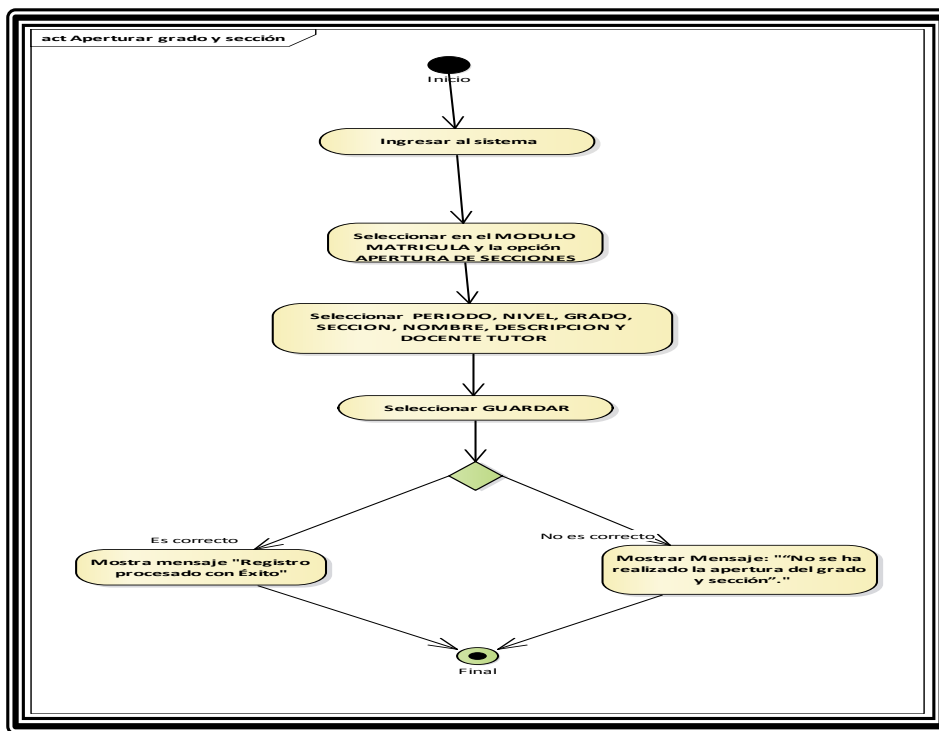 act Aperturar grado y sección
Inicio
Ingresar al sistema
Seleccionar en el MODULO
MATRICULA y la opción
APERTURA DE SECCIONES
Seleccionar PERIODO, NIVEL, GRADO,
SECCION, NOMBRE, DESCRIPCION Y
DOCENTE TUTOR
Seleccionar GUARDAR
Es correcto
No es correcto
Mostra mensaje "Registro
procesado con Éxito"
Mostrar Mensaje: "“No se ha
realizado la apertura del grado
y sección”."
Final